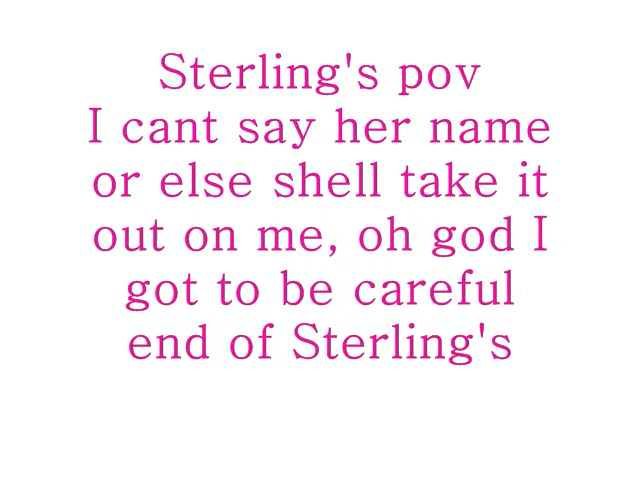 Sterling's pov
I cant say her name
or else shell take it
out on me, oh god I
got to be careful
end of Sterling's